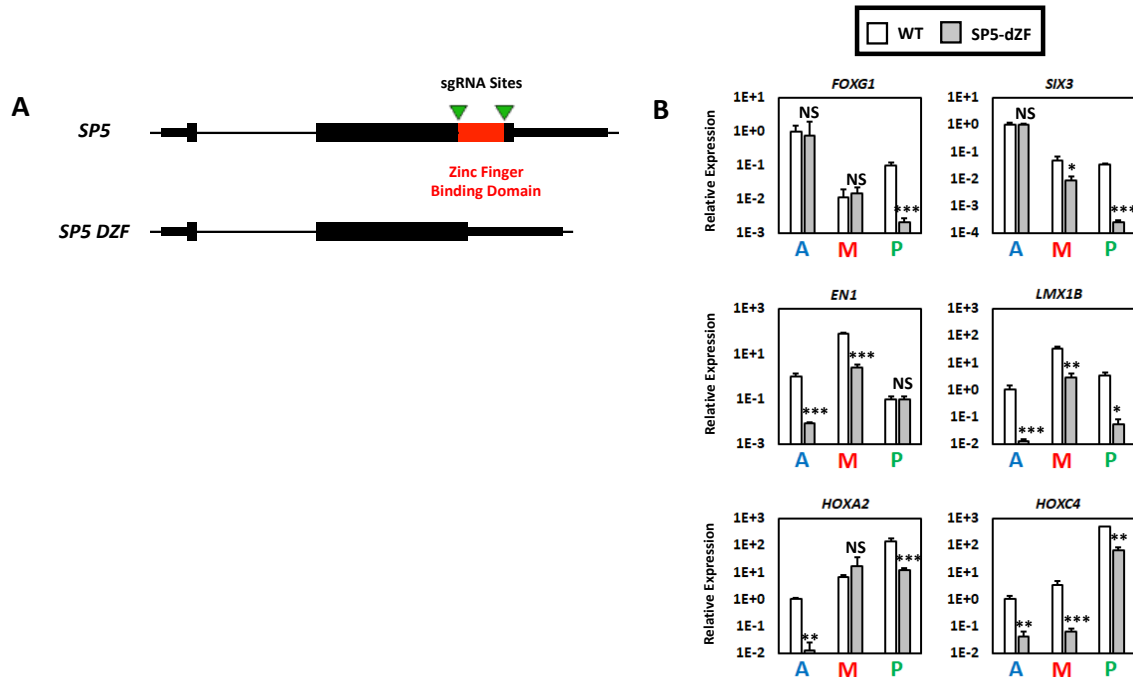 WT SP5-dZF
A
sgRNA Sites
SP5
Zinc Finger
Binding Domain
SP5 DZF
B
FOXG1
Relative Expression
1E+1
1E+0
1E-1
1E-2
1E-3
NS
NS
***
A M P
SIX3
1E+1
1E+0
1E-1
1E-2
1E-3
1E-4
NS
*
***
A M P
EN1
Relative Expression
1E+3
1E+1
1E-1
1E-3
***
***
NS
A M P
LMX1B
1E+3
1E+2
1E+1
1E+0
1E-1
1E-2
***
**
*
A M P
HOXA2
Relative Expression
1E+3
1E+2
1E+1
1E+0
1E-1
1E-2
**
NS
***
A M P
HOXC4
1E+3
1E+2
1E+1
1E+0
1E-1
1E-2
**
***
**
A M P